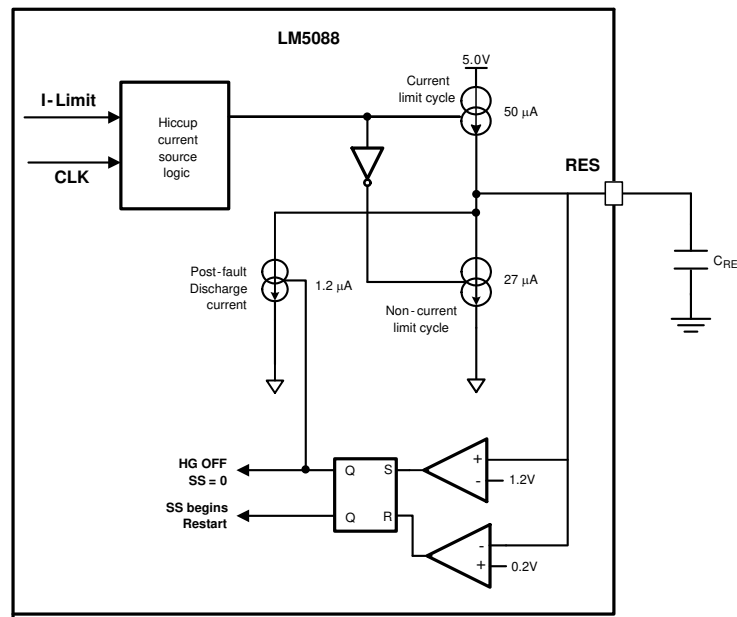 LM5088
5.0V
Current
limit cycle
50 μA
I-Limit
Hiccup
current
source
logic
CLK
RES
CRE
Post-fault
Discharge
current
1.2 μA
27 μA
Non-current
limit cycle
HG OFF
SS = 0
Q
S
+
-
1.2V
SS begins
Restart
Q
R
-
+
0.2V